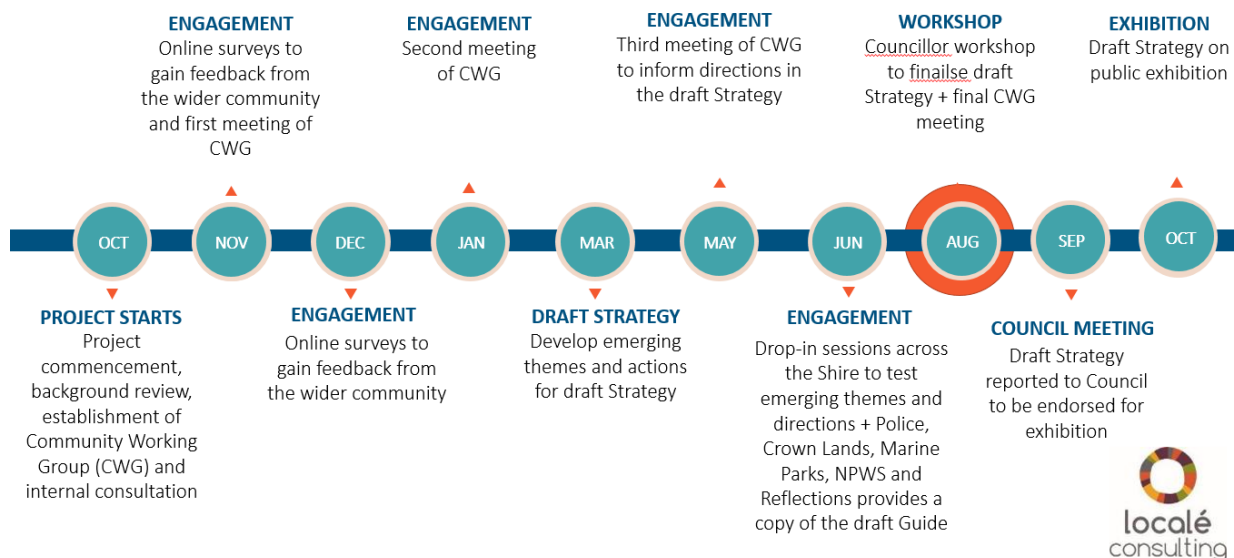 ENGAGEMENT
Online surveys to
gain feedback from
the wider community
and first meeting of
CWG
ENGAGEMENT
Second meeting
of CWG
ENGAGEMENT
Third meeting of CWG
to inform directions in
the draft Strategy
WORKSHOP
Councillor workshop
to finailse draft
Strategy + final CWG
meeting
EXHIBITION
Draft Strategy on
public exhibition
OCT
NOV
DEC
JAN
MAR
MAY
JUN
AUG
SEP
OCT
PROJECT STARTS
Project
commencement,
background review,
establishment of
Community Working
Group (CWG) and
internal consultation
ENGAGEMENT
Online surveys to
gain feedback from
the wider community
DRAFT STRATEGY
Develop emerging
themes and actions
for draft Strategy
ENGAGEMENT
Drop-in sessions across
the Shire to test
emerging themes and
directions + Police,
Crown Lands, Marine
Parks, NPWS and
Reflections provides a
copy of the draft Guide
COUNCIL MEETING
Draft Strategy
reported to Council
to be endorsed for
exhibition
localé
consulting